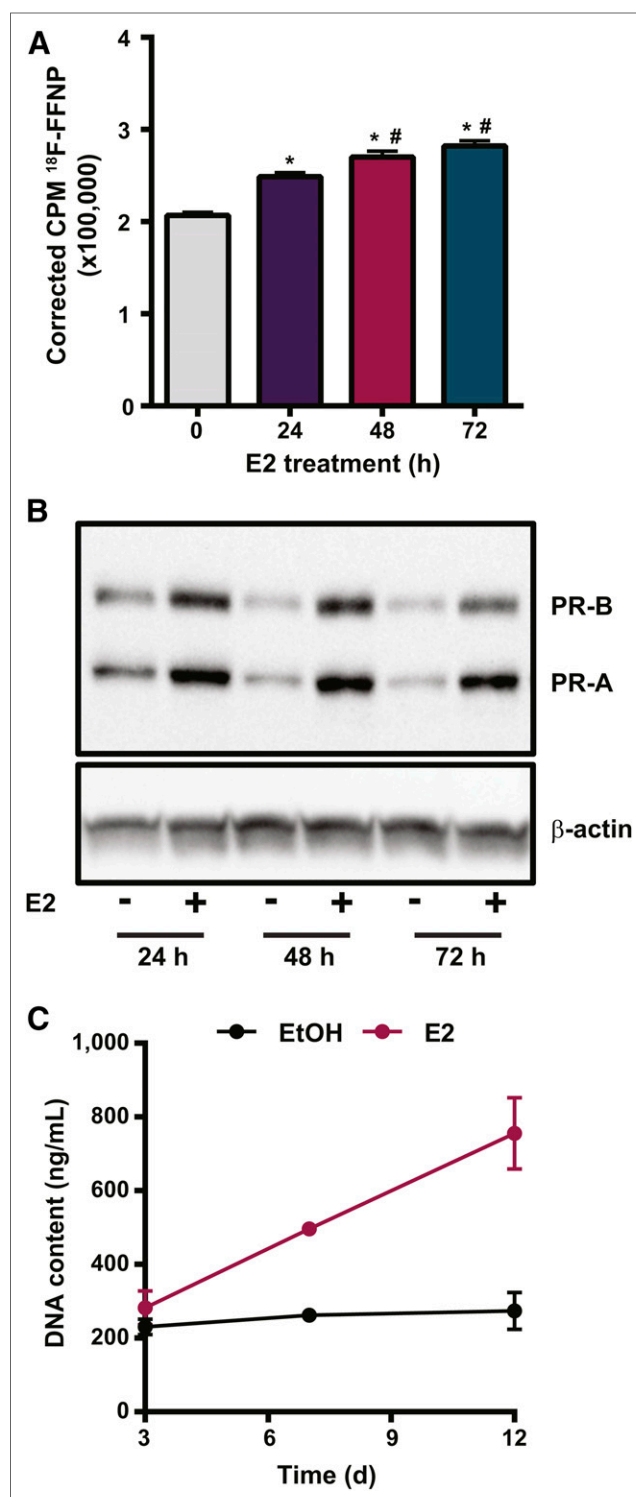 A
Corrected CPM ¹⁸F-FFNP
(x100,000)
4
3
2
1
0
*
* #
* #
0 24 48 72
E2 treatment (h)
B
PR-B
PR-A
β-actin
E2 - + - + - +
24 h 48 h 72 h
C
EtOH E2
DNA content (ng/mL)
1,000
800
600
400
200
0
3 6 9 12
Time (d)